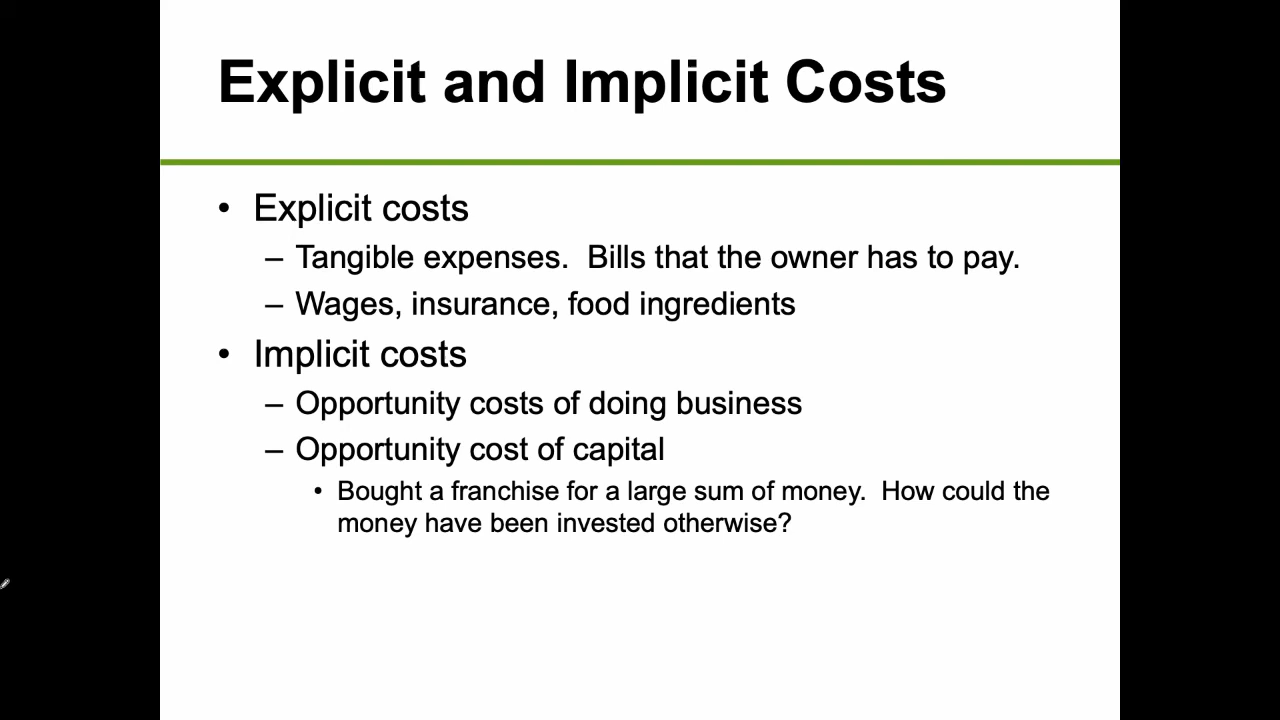 Explicit and Implicit Costs
• Explicit costs
– Tangible expenses.  Bills that the owner has to pay.
– Wages, insurance, food ingredients
• Implicit costs
– Opportunity costs of doing business
– Opportunity cost of capital
• Bought a franchise for a large sum of money.  How could the
money have been invested otherwise?